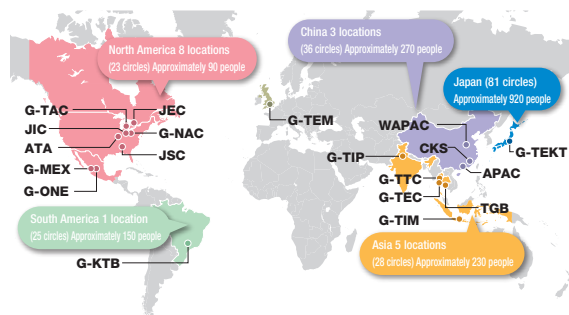 China 3 locations
(36 circles) Approximately 270 people
North America 8 locations
(23 circles) Approximately 90 people
Japan (81 circles)
Approximately 920 people
G-TAC
JEC
JIC
G-NAC
ATA
JSC
G-MEX
G-ONE
G-TEM
WAPAC
CKS
G-TEKT
G-TIP
APAC
G-TTC
G-TEC
TGB
G-TIM
South America 1 location
(25 circles) Approximately 150 people
G-KTB
Asia 5 locations
(28 circles) Approximately 230 people